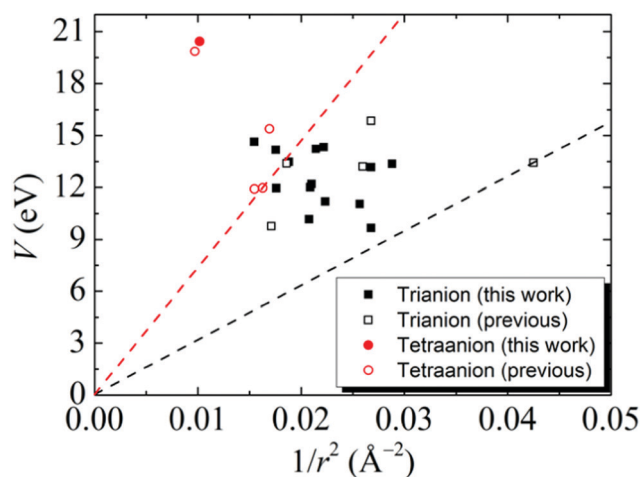 21
18
15
12
9
6
3
0
V (eV)
Trianion (this work)
Trianion (previous)
Tetraanion (this work)
Tetraanion (previous)
0.00 0.01 0.02 0.03 0.04 0.05
1/r² (Å⁻²)